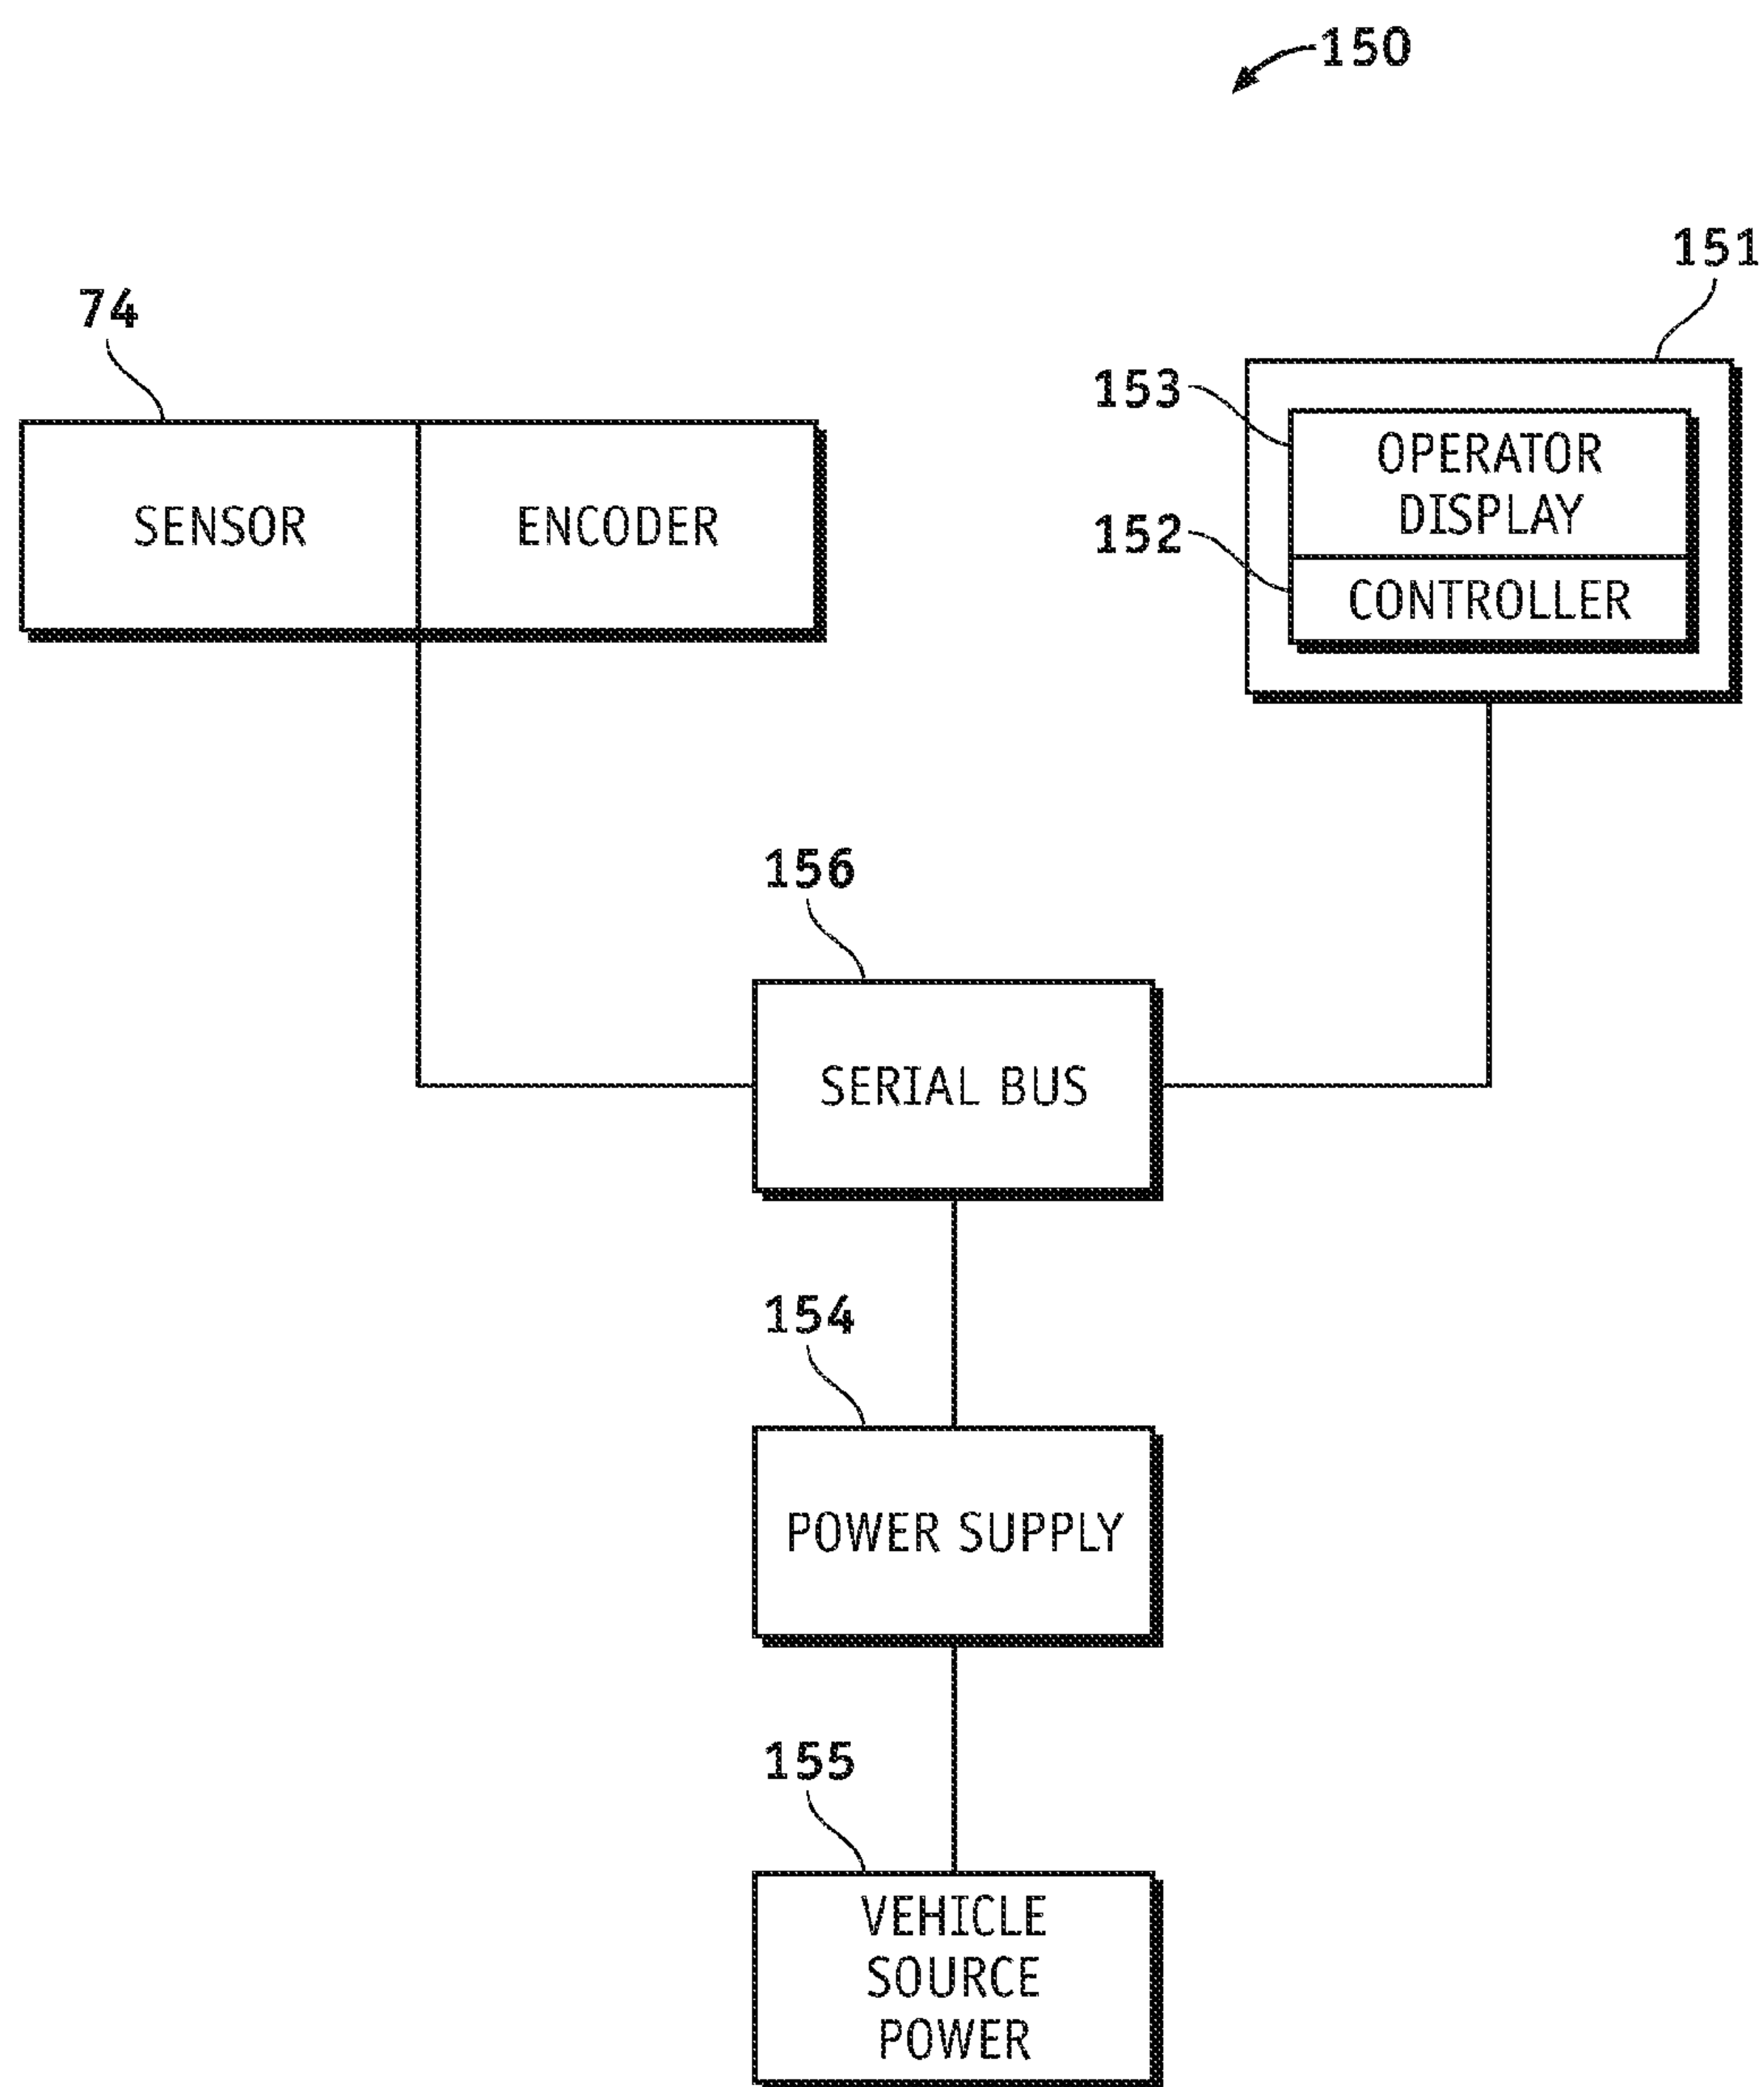 150
151
74
153
OPERATOR
DISPLAY
152
SENSOR
ENCODER
CONTROLLER
156
SERIAL BUS
154
POWER SUPPLY
155
VEHICLE
SOURCE
POWER